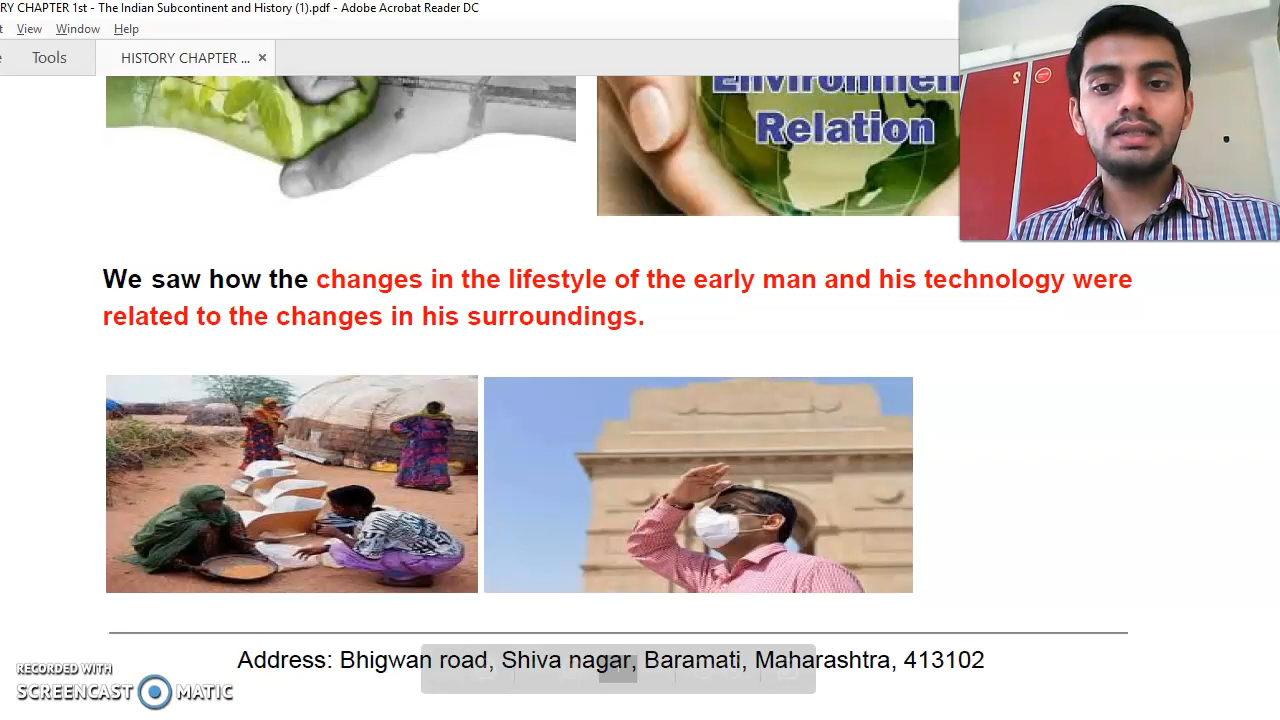 RY CHAPTER 1st - The Indian Subcontinent and History (1).pdf - Adobe Acrobat Reader DC
t View Window Help
e Tools HISTORY CHAPTER ... ×
Environmen
Relation
2
We saw how the changes in the lifestyle of the early man and his technology were
related to the changes in his surroundings.
Address: Bhigwan road, Shiva nagar, Baramati, Maharashtra, 413102
RECORDED WITH
SCREENCAST MATIC